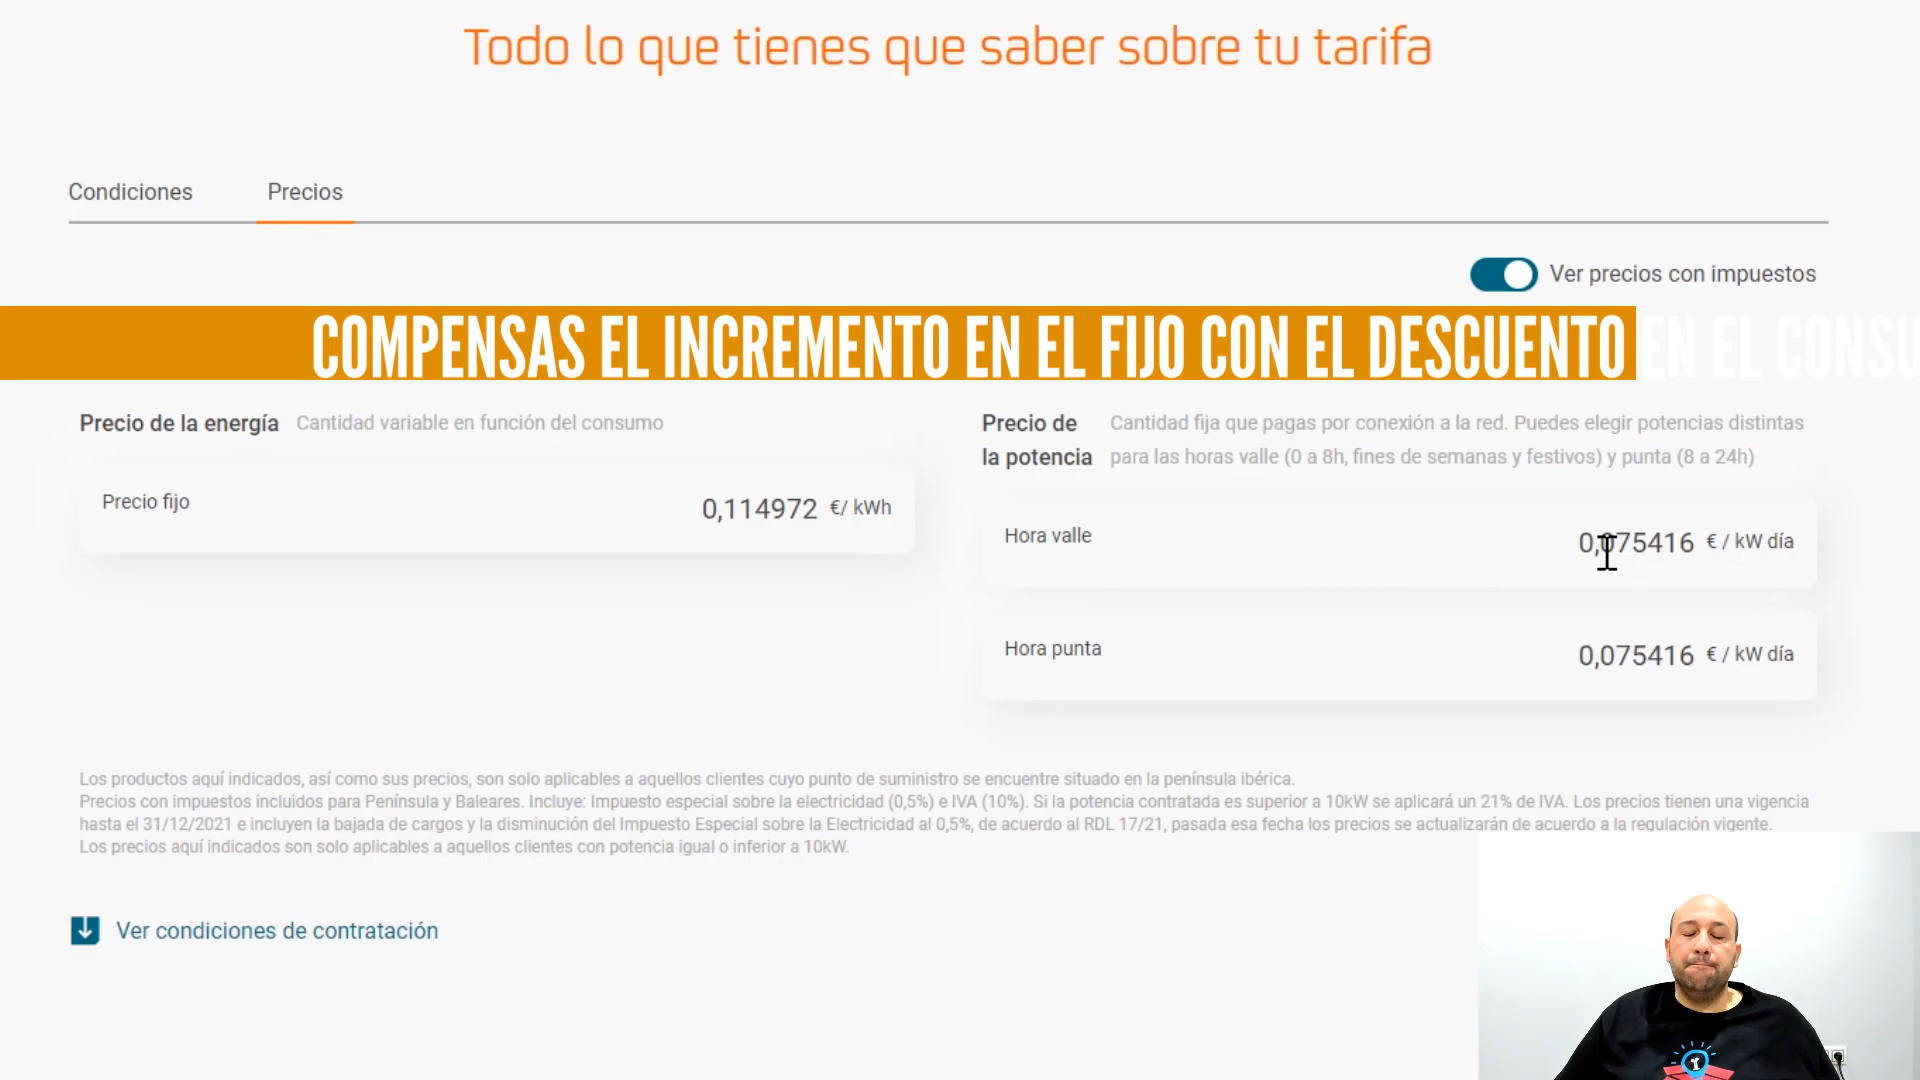 Todo lo que tienes que saber sobre tu tarifa
Condiciones Precios
Ver precios con impuestos
COMPENSAS EL INCREMENTO EN EL FIJO CON EL DESCUENTO EN EL CONSU
Precio de la energía Cantidad variable en función del consumo
Precio fijo 0,114972 €/ kWh
Precio de la potencia
Cantidad fija que pagas por conexión a la red. Puedes elegir potencias distintas
para las horas valle (0 a 8h, fines de semanas y festivos) y punta (8 a 24h)
Hora valle 0,075416 € / kW día
Hora punta 0,075416 € / kW día
Los productos aquí indicados, así como sus precios, son solo aplicables a aquellos clientes cuyo punto de suministro se encuentre situado en la península ibérica.
Precios con impuestos incluidos para Península y Baleares. Incluye: Impuesto especial sobre la electricidad (0,5%) e IVA (10%). Si la potencia contratada es superior a 10kW se aplicará un 21% de IVA. Los precios tienen una vigencia
hasta el 31/12/2021 e incluyen la bajada de cargos y la disminución del Impuesto Especial sobre la Electricidad al 0,5%, de acuerdo al RDL 17/21, pasada esa fecha los precios se actualizarán de acuerdo a la regulación vigente.
Los precios aquí indicados son solo aplicables a aquellos clientes con potencia igual o inferior a 10kW.
Ver condiciones de contratación